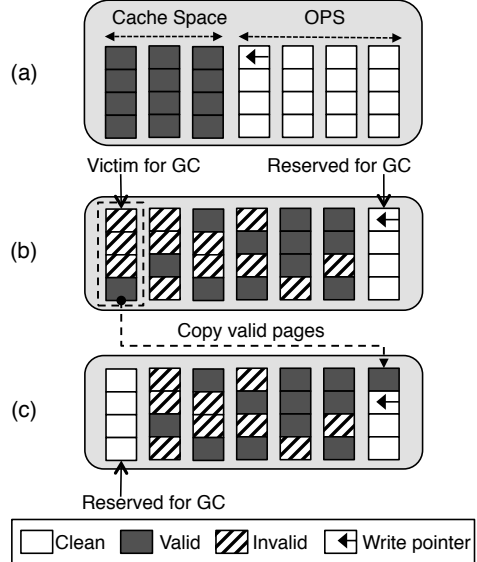 Cache Space OPS
(a)
Victim for GC Reserved for GC
(b)
Copy valid pages
(c)
Reserved for GC
Clean Valid Invalid Write pointer